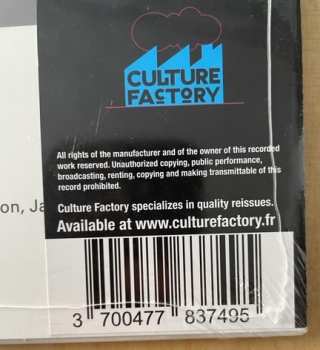 CULTURE
FACTORY
All rights of the manufacturer and of the owner of this recorded
work reserved. Unauthorized copying, public performance,
broadcasting, renting, copying and making transmittable of this
record prohibited.
on, Ja
Culture Factory specializes in quality reissues.
Available at www.culturefactory.fr
3 700477 837495